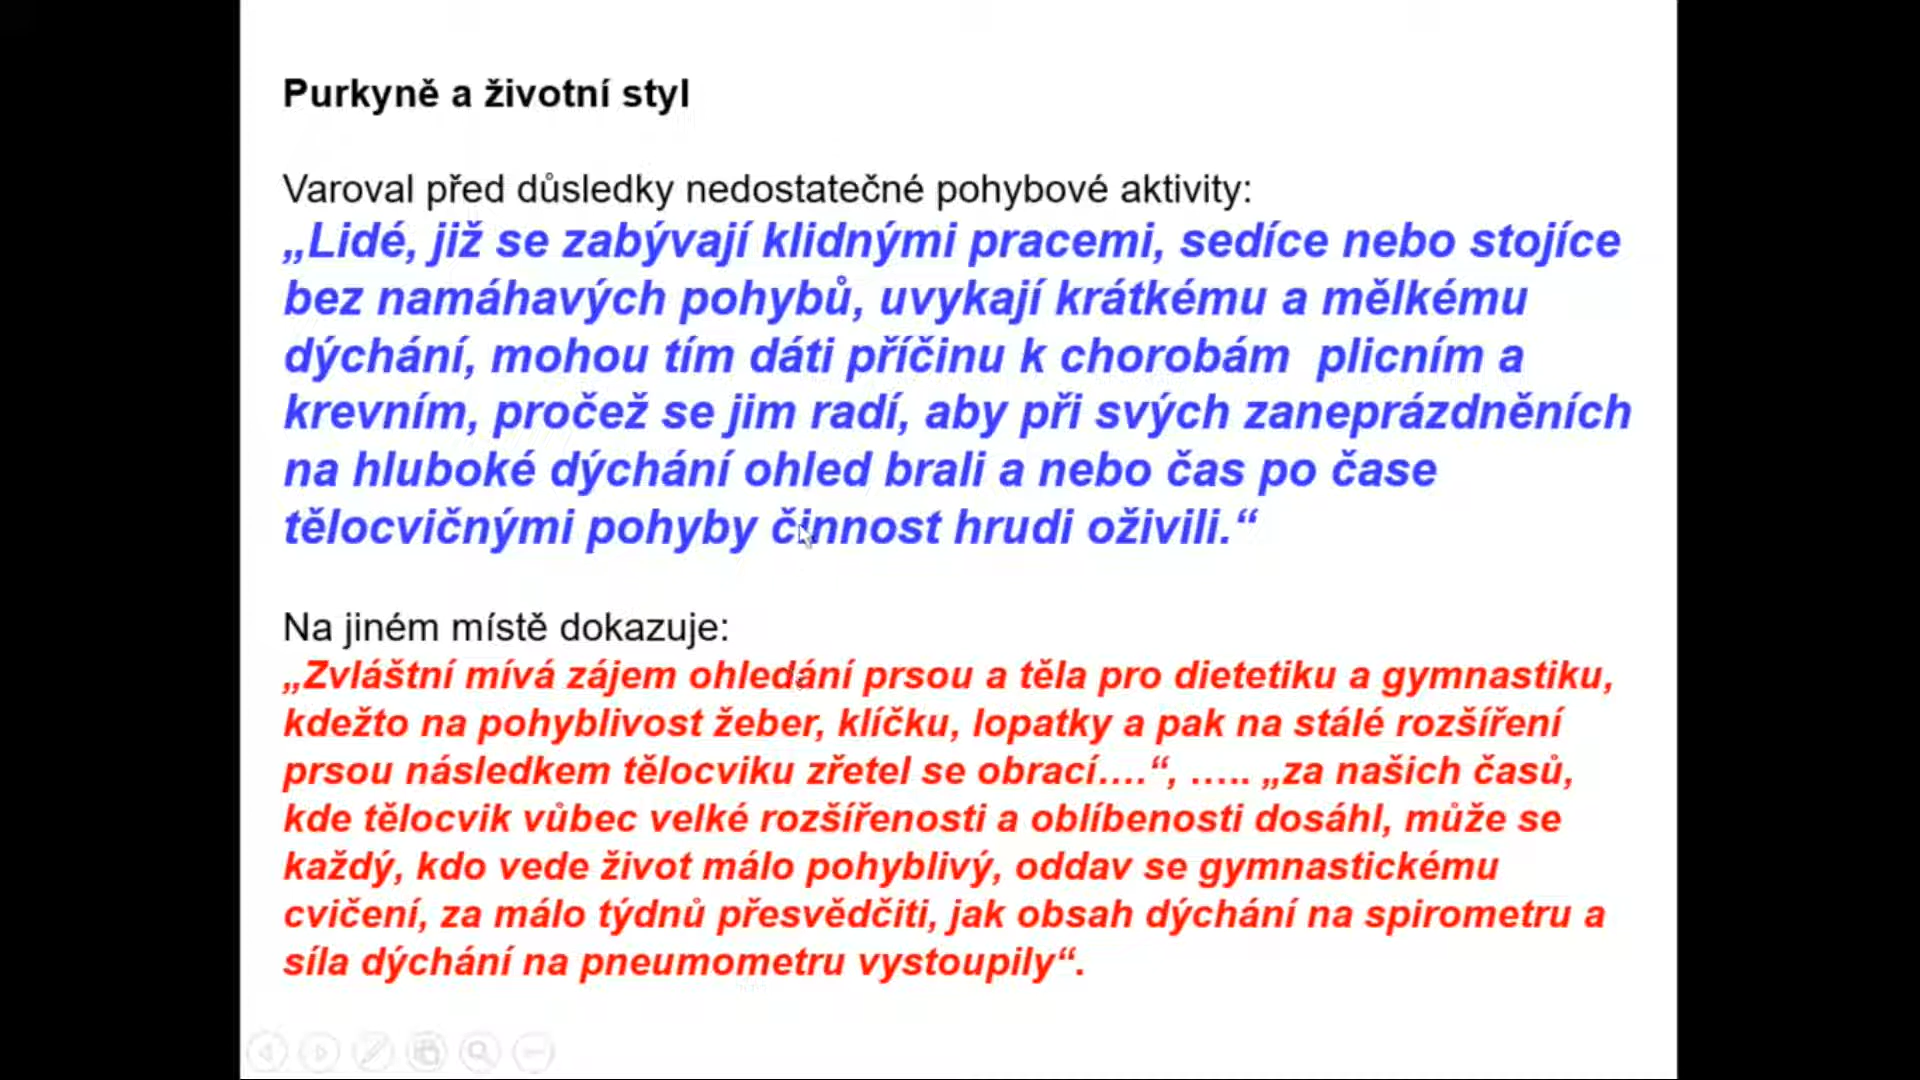 Purkyně a životní styl
Varoval před důsledky nedostatečné pohybové aktivity:
„Lidé, již se zabývají klidnými pracemi, sedíce nebo stojíce
bez namáhavých pohybů, uvykají krátkému a mělkému
dýchání, mohou tím dáti příčinu k chorobám  plicním a
krevním, pročež se jim radí, aby při svých zaneprázdněních
na hluboké dýchání ohled brali a nebo čas po čase
tělocvičnými pohyby činnost hrudi oživili.“
Na jiném místě dokazuje:
„Zvláštní mívá zájem ohledání prsou a těla pro dietetiku a gymnastiku,
kdežto na pohyblivost žeber, klíčku, lopatky a pak na stálé rozšíření
prsou následkem tělocviku zřetel se obrací….“, ….. „za našich časů,
kde tělocvik vůbec velké rozšířenosti a oblíbenosti dosáhl, může se
každý, kdo vede život málo pohyblivý, oddav se gymnastickému
cvičení, za málo týdnů přesvědčiti, jak obsah dýchání na spirometru a
síla dýchání na pneumometru vystoupily“.